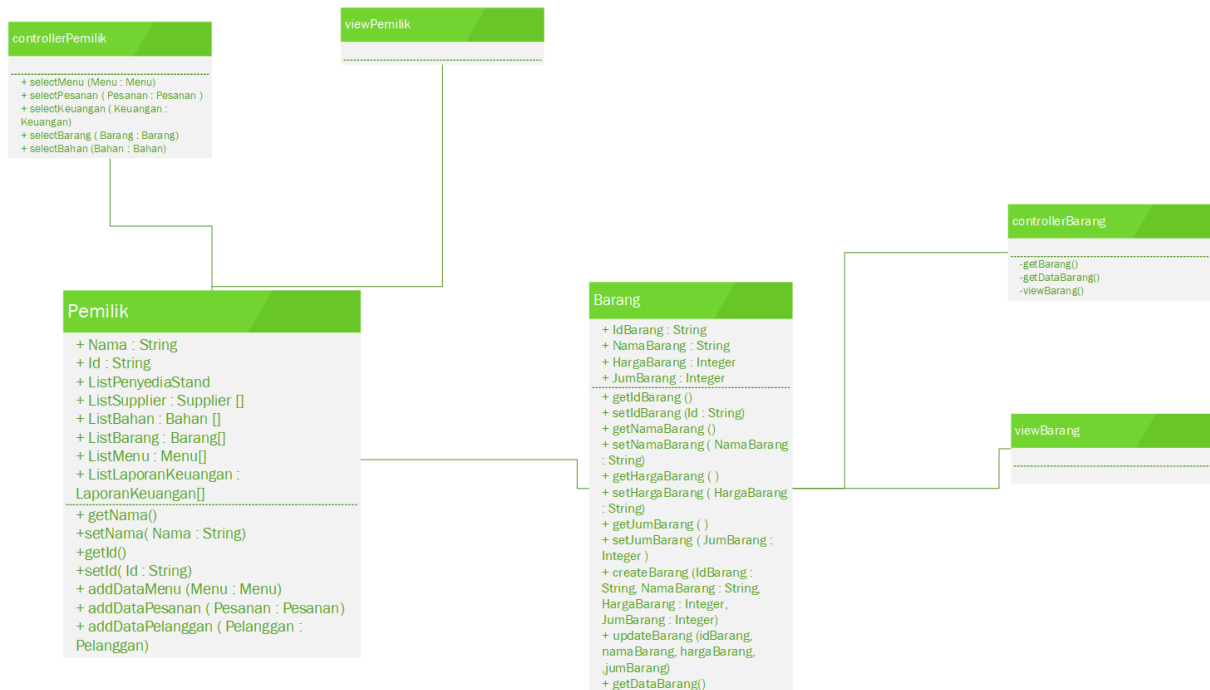 controllerPemilik
+ selectMenu (Menu : Menu)
+ selectPesanan ( Pesanan : Pesanan )
+ selectKeuangan ( Keuangan :
Keuangan)
+ selectBarang ( Barang : Barang)
+ selectBahan (Bahan : Bahan)
viewPemilik
Pemilik
+ Nama : String
+ Id : String
+ ListPenyediaStand
+ ListSupplier : Supplier []
+ ListBahan : Bahan []
+ ListBarang : Barang[]
+ ListMenu : Menu[]
+ ListLaporanKeuangan :
LaporanKeuangan[]
+ getNama()
+setNama( Nama : String)
+getId()
+setId( Id : String)
+ addDataMenu (Menu : Menu)
+ addDataPesanan ( Pesanan : Pesanan)
+ addDataPelanggan ( Pelanggan :
Pelanggan)
Barang
+ IdBarang : String
+ NamaBarang : String
+ HargaBarang : Integer
+ JumBarang : Integer
+ getIdBarang ()
+ setIdBarang (Id : String)
+ getNamaBarang ()
+ setNamaBarang ( NamaBarang
: String)
+ getHargaBarang ( )
+ setHargaBarang ( HargaBarang
: String)
+ getJumBarang ( )
+ setJumBarang ( JumBarang :
Integer )
+ createBarang (IdBarang :
String, NamaBarang : String,
HargaBarang : Integer,
JumBarang : Integer)
+ updateBarang (idBarang,
namaBarang, hargaBarang,
,jumBarang)
+ getDataBarang()
controllerBarang
-getBarang()
-getDataBarang()
-viewBarang()
viewBarang